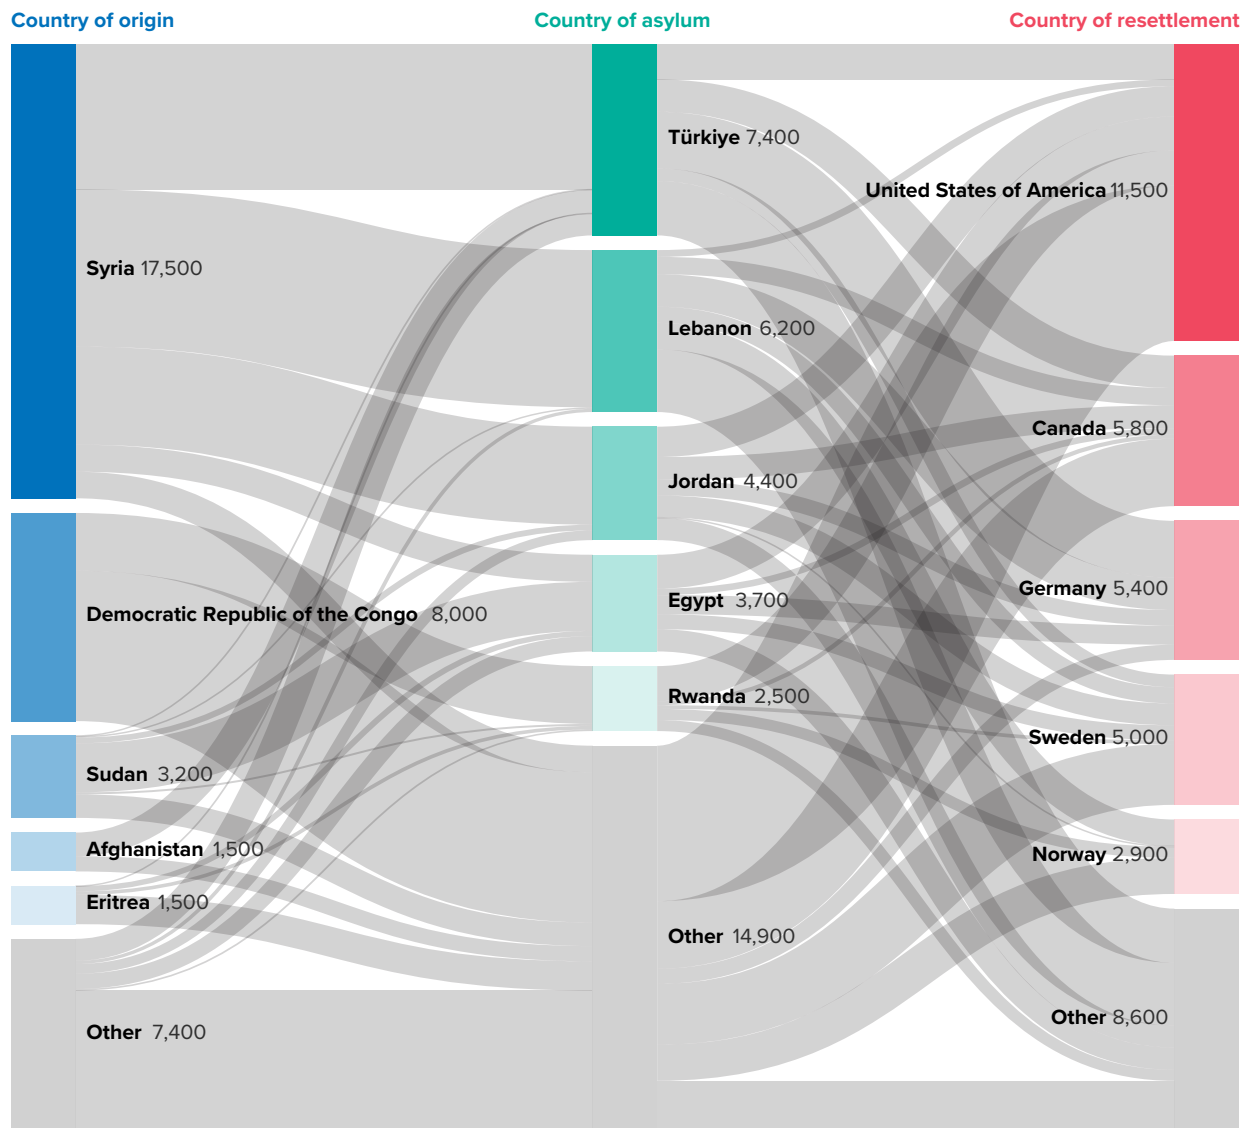 Country of origin
Country of asylum
Country of resettlement
Türkiye 7,400
United States of America 11,500
Syria 17,500
Lebanon 6,200
Canada 5,800
Jordan 4,400
Germany 5,400
Egypt 3,700
Democratic Republic of the Congo 8,000
Rwanda 2,500
Sweden 5,000
Sudan 3,200
Afghanistan 1,500
Norway 2,900
Eritrea 1,500
Other 14,900
Other 8,600
Other 7,400